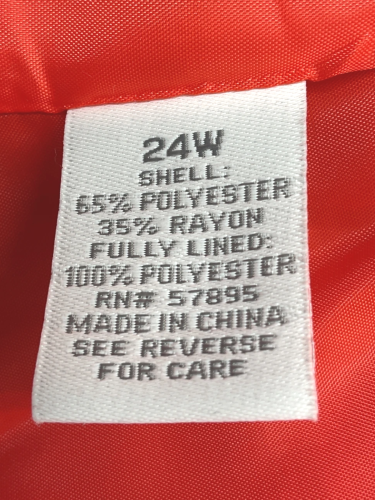 24W
SHELL:
65% POLYESTER
35% RAYON
FULLY LINED:
100% POLYESTER
RN# 57895
MADE IN CHINA
SEE REVERSE
FOR CARE